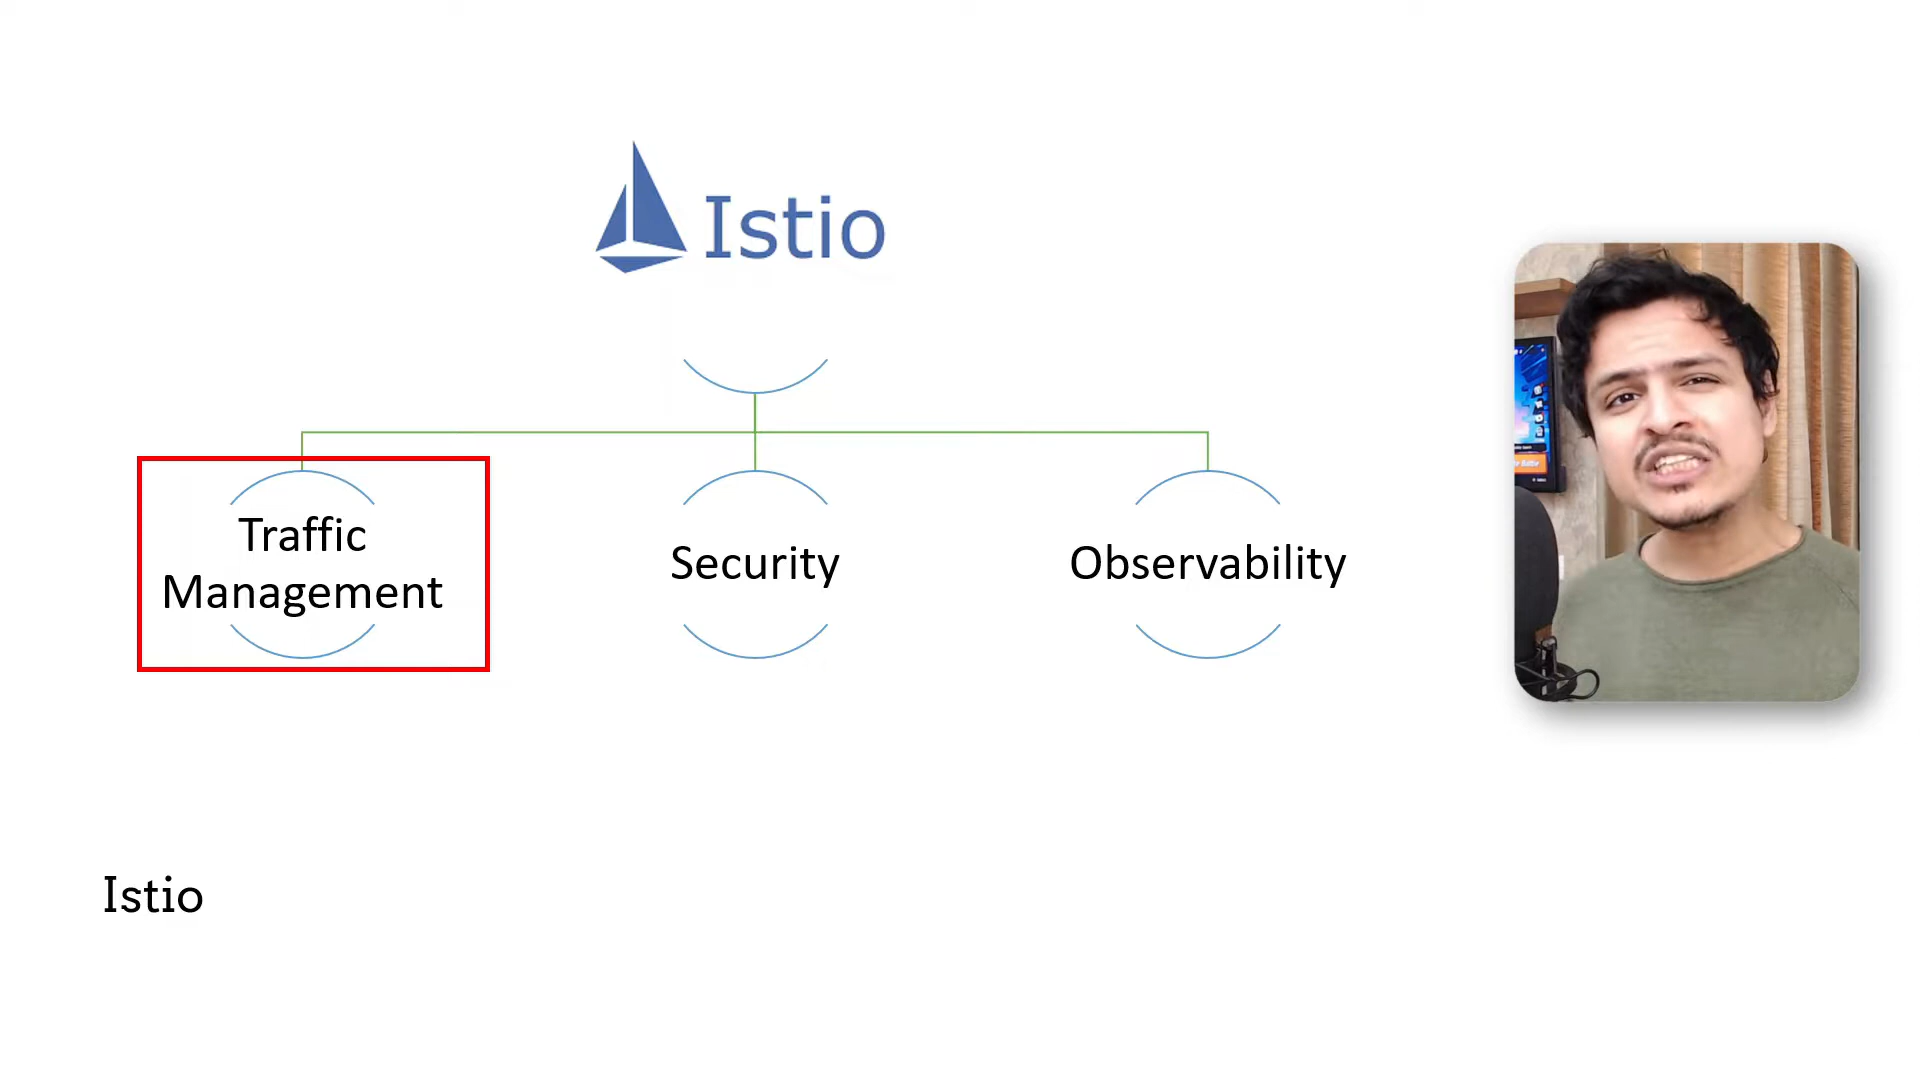 Istio
Traffic
Management
Security
Observability
Istio